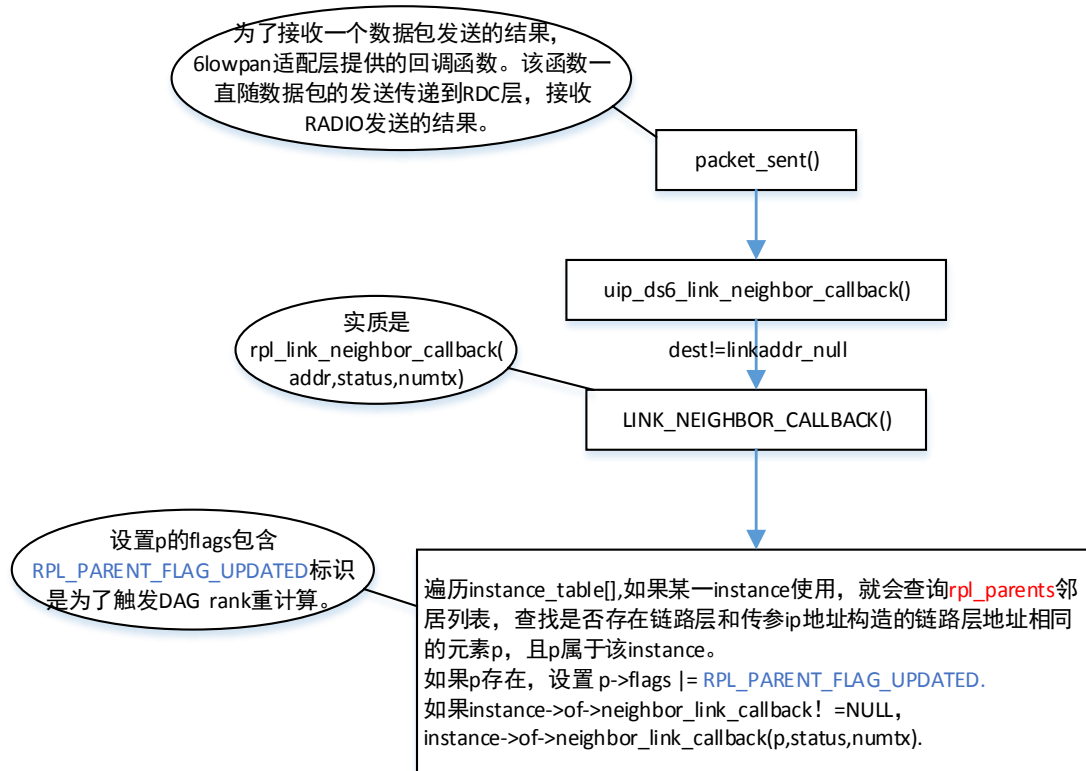 为了接收一个数据包发送的结果，
6lowpan适配层提供的回调函数。该函数一
直随数据包的发送传递到RDC层，接收
RADIO发送的结果。
packet_sent()
uip_ds6_link_neighbor_callback()
实质是
rpl_link_neighbor_callback(
addr,status,numtx)
dest!=linkaddr_null
LINK_NEIGHBOR_CALLBACK()
设置p的flags包含
RPL_PARENT_FLAG_UPDATED标识
是为了触发DAG rank重计算。
遍历instance_table[],如果某一instance使用，就会查询rpl_parents邻
居列表，查找是否存在链路层和传参ip地址构造的链路层地址相同
的元素p，且p属于该instance。
如果p存在，设置 p->flags |= RPL_PARENT_FLAG_UPDATED.
如果instance->of->neighbor_link_callback！=NULL，
instance->of->neighbor_link_callback(p,status,numtx).